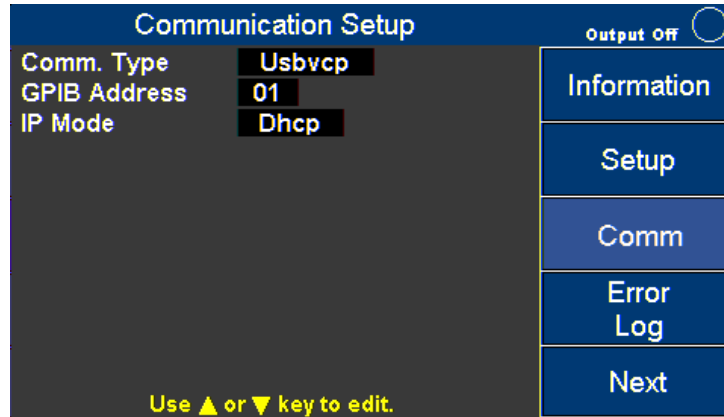 Communication Setup
Output Off
Comm. Type Usbvcp
GPIB Address 01
IP Mode Dhcp
Use ▲ or ▼ key to edit.
Information
Setup
Comm
Error
Log
Next